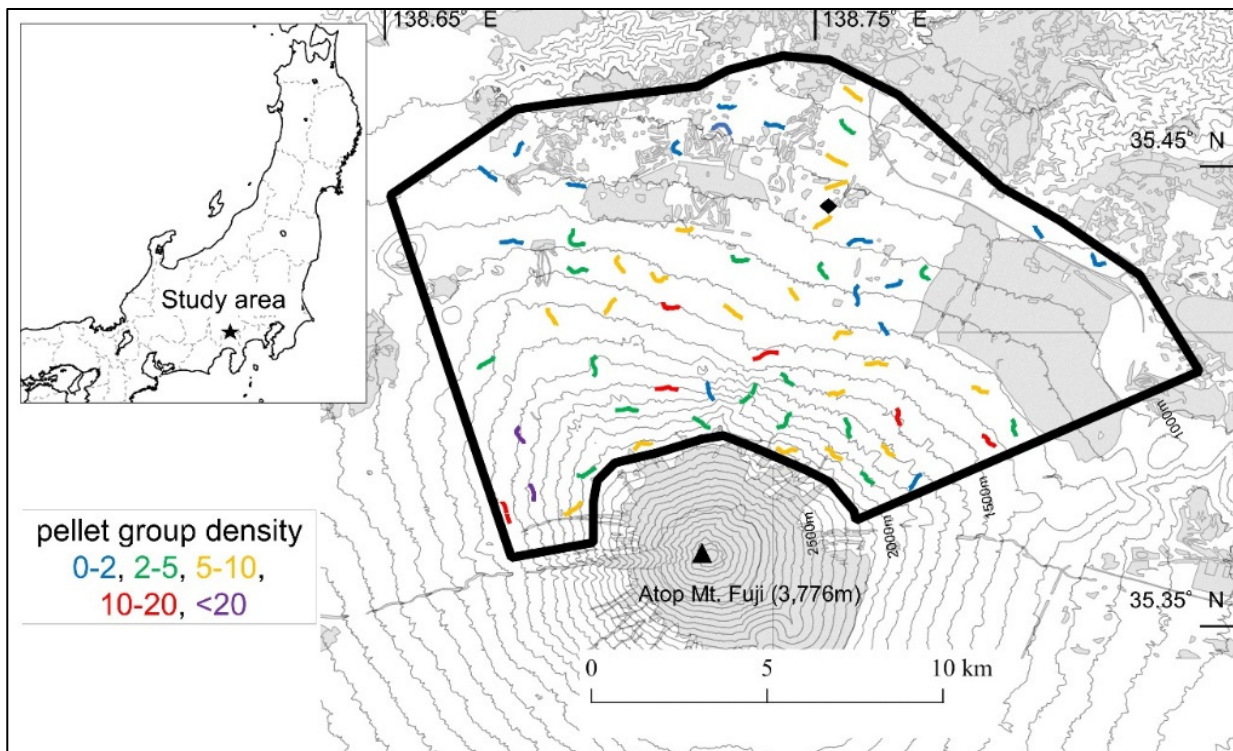 138.65° E
138.75° E
35.45° N
Study area
1000m
1500m
2000m
2500m
pellet group density
0-2, 2-5, 5-10,
10-20, <20
Atop Mt. Fuji (3,776m)
35.35° N
0 5 10 km